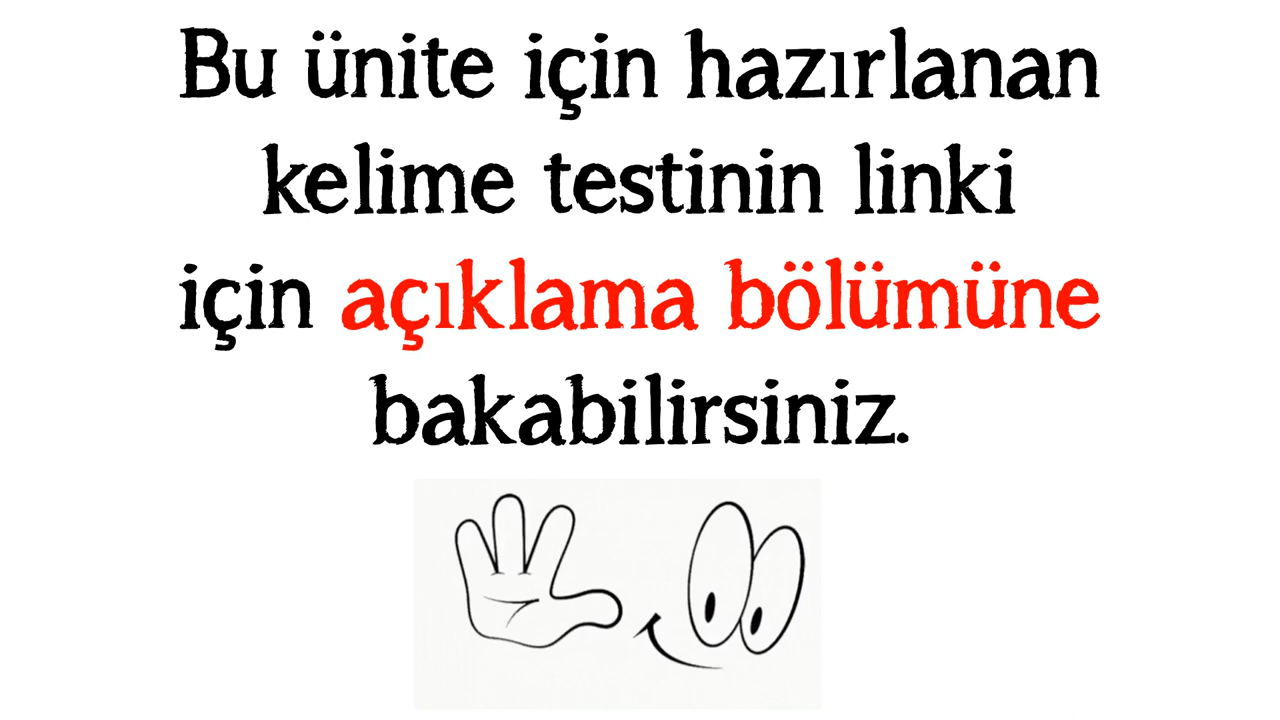 Bu ünite için hazırlanan
kelime testinin linki
için açıklama bölümüne
bakabilirsiniz.